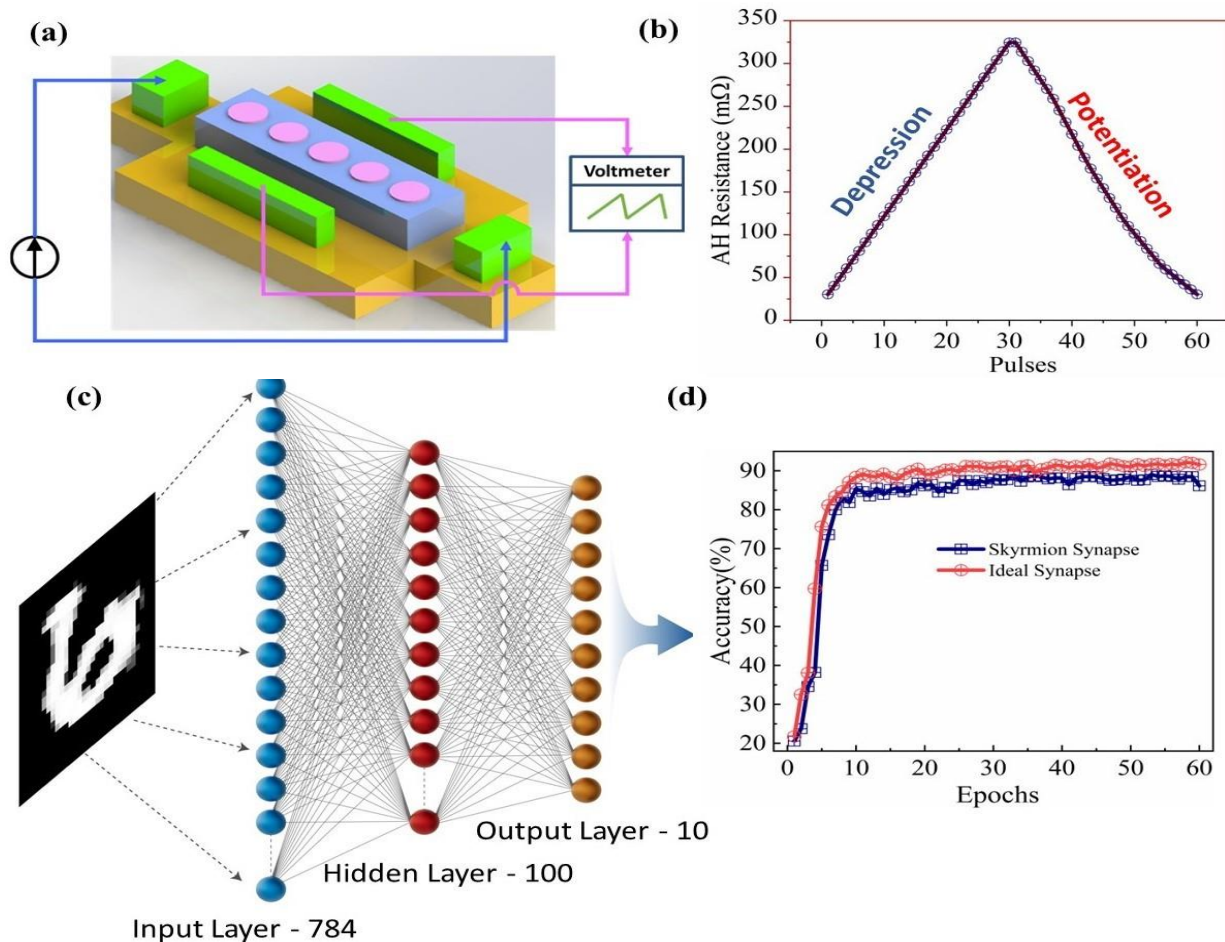 (a)
Voltmeter
(b)
AH Resistance (mΩ)
350
300
250
200
150
100
50
0
Depression
Potentiation
0 10 20 30 40 50 60
Pulses
(c)
Input Layer - 784
Hidden Layer - 100
Output Layer - 10
(d)
Accuracy(%)
90
80
70
60
50
40
30
20
Skyrmion Synapse
Ideal Synapse
0 10 20 30 40 50 60
Epochs